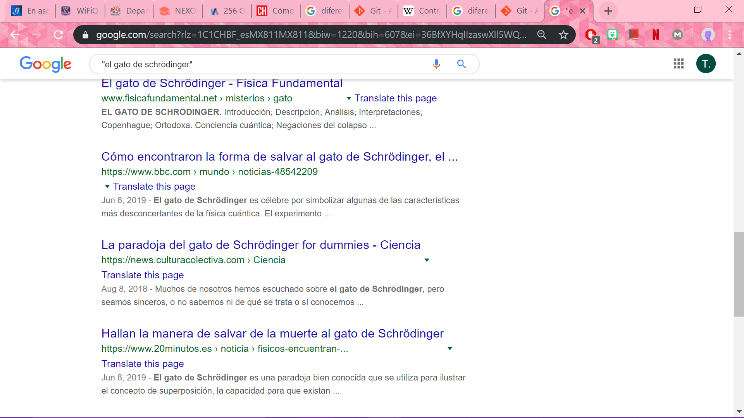 En asc
WiFiD
Depar
NEXC
256 C
Cómo
difere
Git - A
Contr
difere
Git - A
"e
google.com/search?rlz=1C1CHBF_esMX811MX811&biw=1220&bih=607&ei=36BfXYHqIIzaswXll5WQ...
2
Google
"el gato de schrödinger"
T.
El gato de Schrödinger - Física Fundamental
www.fisicafundamental.net › misterios › gato ▾ Translate this page
EL GATO DE SCHRÖDINGER. Introducción; Descripción; Análisis; Interpretaciones;
Copenhague; Ortodoxa. Conciencia cuántica; Negaciones del colapso ...
Cómo encontraron la forma de salvar al gato de Schrödinger, el ...
https://www.bbc.com › mundo › noticias-48542209
▾ Translate this page
Jun 6, 2019 - El gato de Schrödinger es célebre por simbolizar algunas de las características
más desconcertantes de la física cuántica. El experimento ...
La paradoja del gato de Schrödinger for dummies - Ciencia
https://news.culturacolectiva.com › Ciencia ▾
Translate this page
Aug 8, 2018 - Muchos de nosotros hemos escuchado sobre el gato de Schrödinger, pero
seamos sinceros, o no sabemos ni de qué se trata o sí conocemos ...
Hallan la manera de salvar de la muerte al gato de Schrödinger
https://www.20minutos.es › noticia › fisicos-encuentran-... ▾
Translate this page
Jun 8, 2019 - El gato de Schrödinger es una paradoja bien conocida que se utiliza para ilustrar
el concepto de superposición, la capacidad para que existan ...